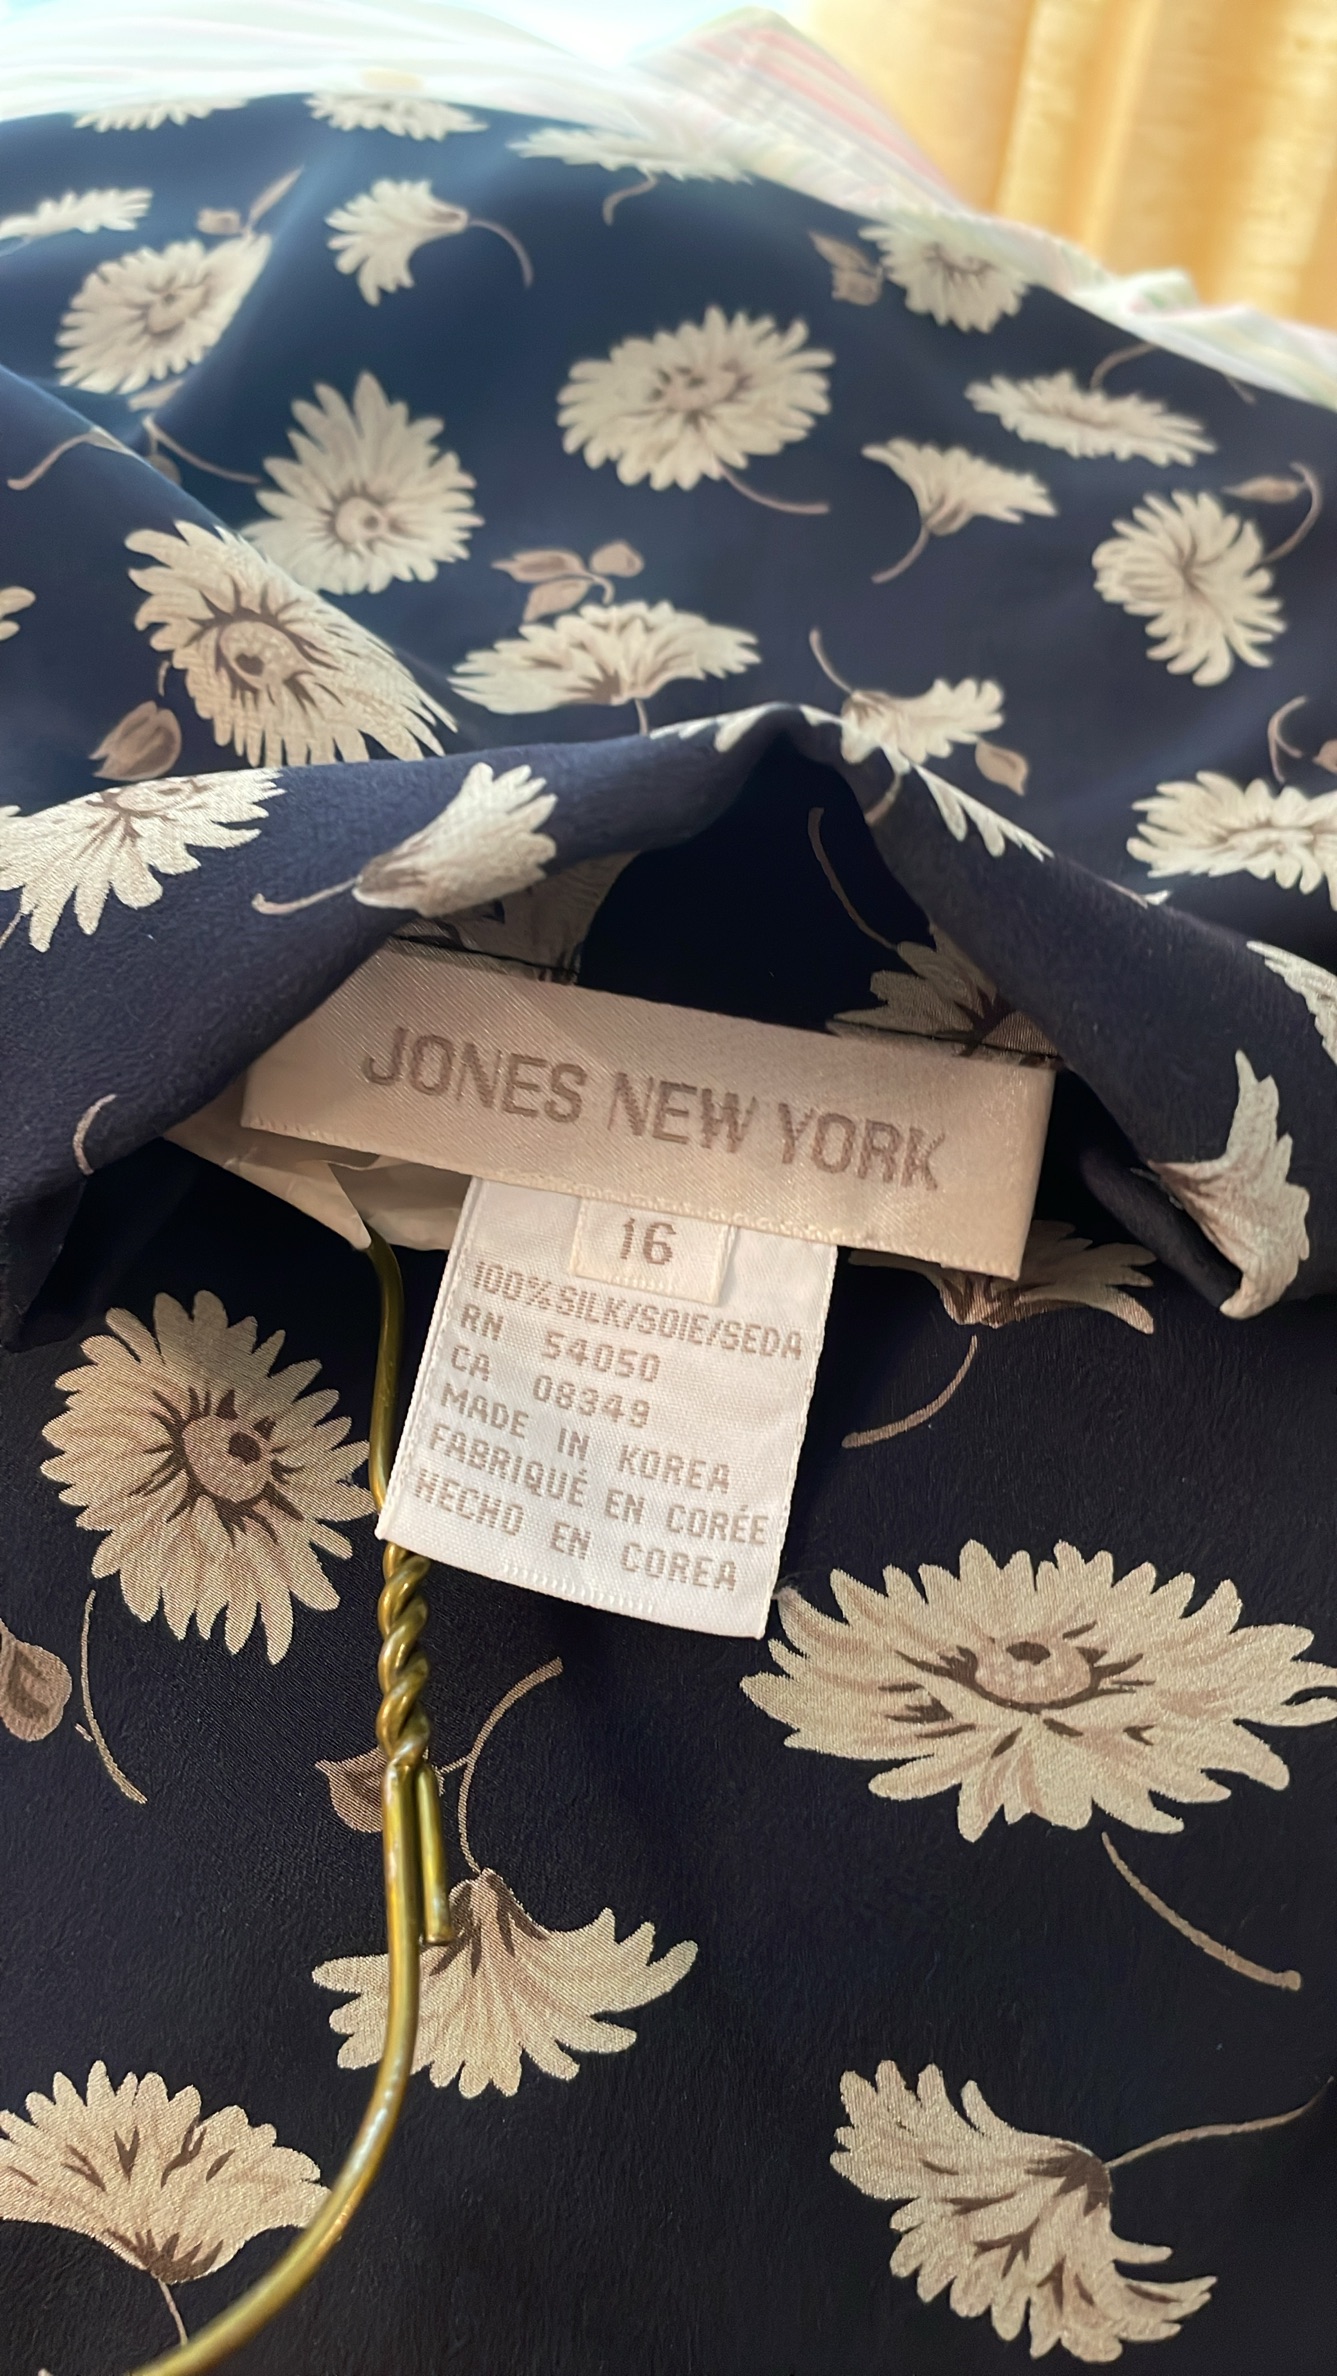 JONES NEW YORK
16
100%SILK/SOIE/SEDA
RN 54050
CA 08349
MADE IN KOREA
FABRIQUÉ EN CORÉE
HECHO EN COREA